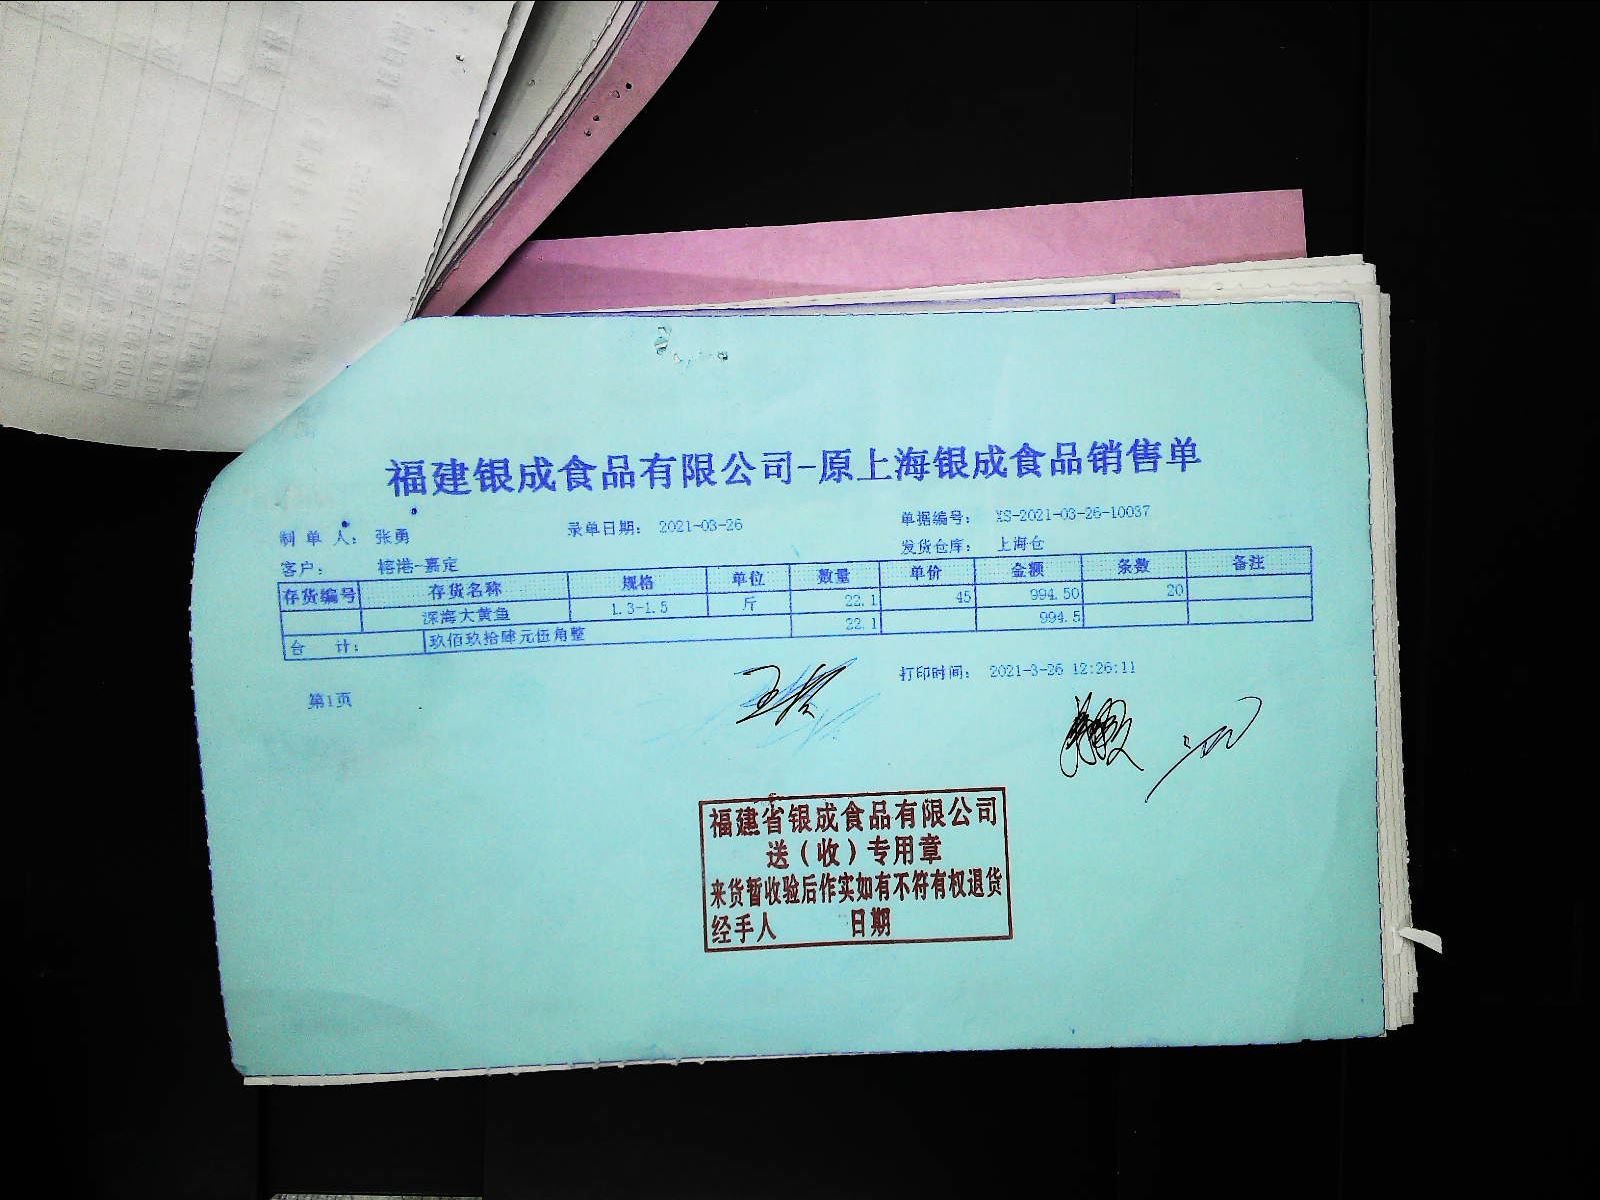 福建银成食品有限公司-原上海银成食品销售单
制 单 人： 张勇 录单日期： 2021-03-26 单据编号： XS-2021-03-26-10037
客户： 榕港-嘉定 发货仓库： 上海仓
存货编号 存货名称 规格 单位 数量 单价 金额 条数 备注
深海大黄鱼 1.3-1.5 斤 22.1 45 994.50 20
合 计： 玖佰玖拾肆元伍角整 22.1 994.5
第1页 打印时间： 2021-3-26 12:26:11
福建省银成食品有限公司
送（收）专用章
来货暂收验后作实如有不符有权退货
经手人 日期